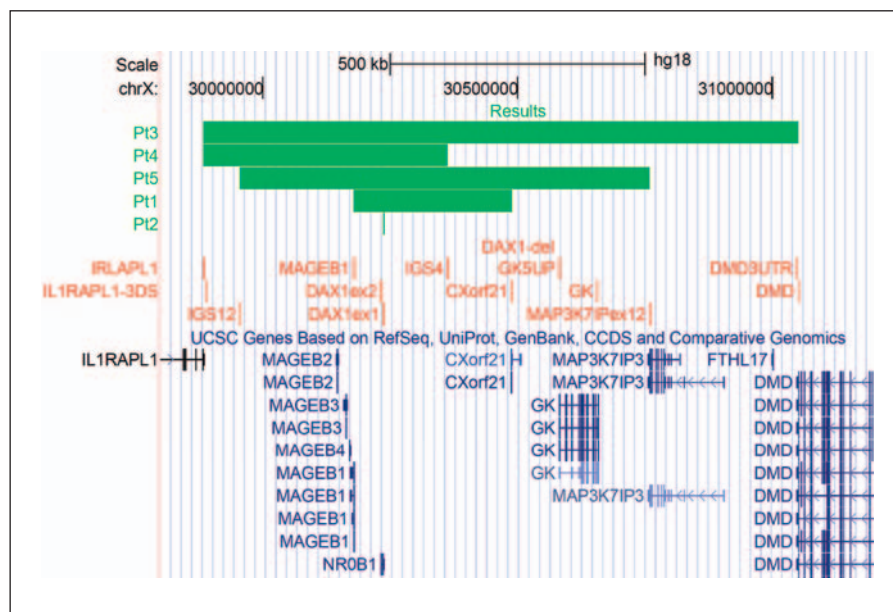 Scale 500 kb hg18
chrX: 30000000 30500000 31000000
Results
Pt3
Pt4
Pt5
Pt1
Pt2
DAX1-del
IRLAPL1 MAGEB1 IGS4 GK5UP DMD3UTR
IL1RAPL1-3DS DAX1ex2 CXorf21 GK DMD
IGS12 DAX1ex1 MAP3K7IPex12
UCSC Genes Based on RefSeq, UniProt, GenBank, CCDS and Comparative Genomics
IL1RAPL1 MAGEB2 CXorf21 MAP3K7IP3 FTHL17
MAGEB2 CXorf21 MAP3K7IP3 DMD
MAGEB3 GK DMD
MAGEB3 GK DMD
MAGEB4 GK DMD
MAGEB1 GK DMD
MAGEB1 MAP3K7IP3 DMD
MAGEB1 DMD
MAGEB1 DMD
NR0B1 DMD